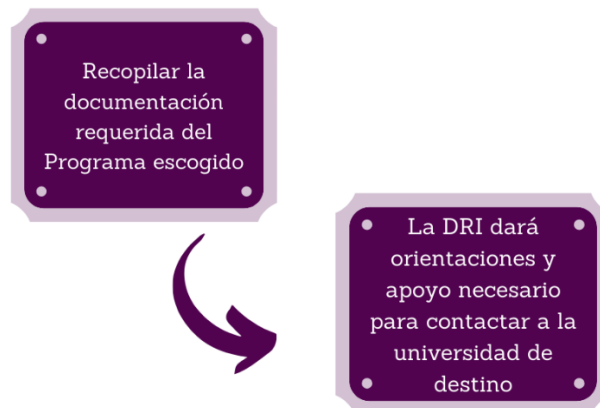 Recopilar la
documentación
requerida del
Programa escogido
La DRI dará
orientaciones y
apoyo necesario
para contactar a la
universidad de
destino